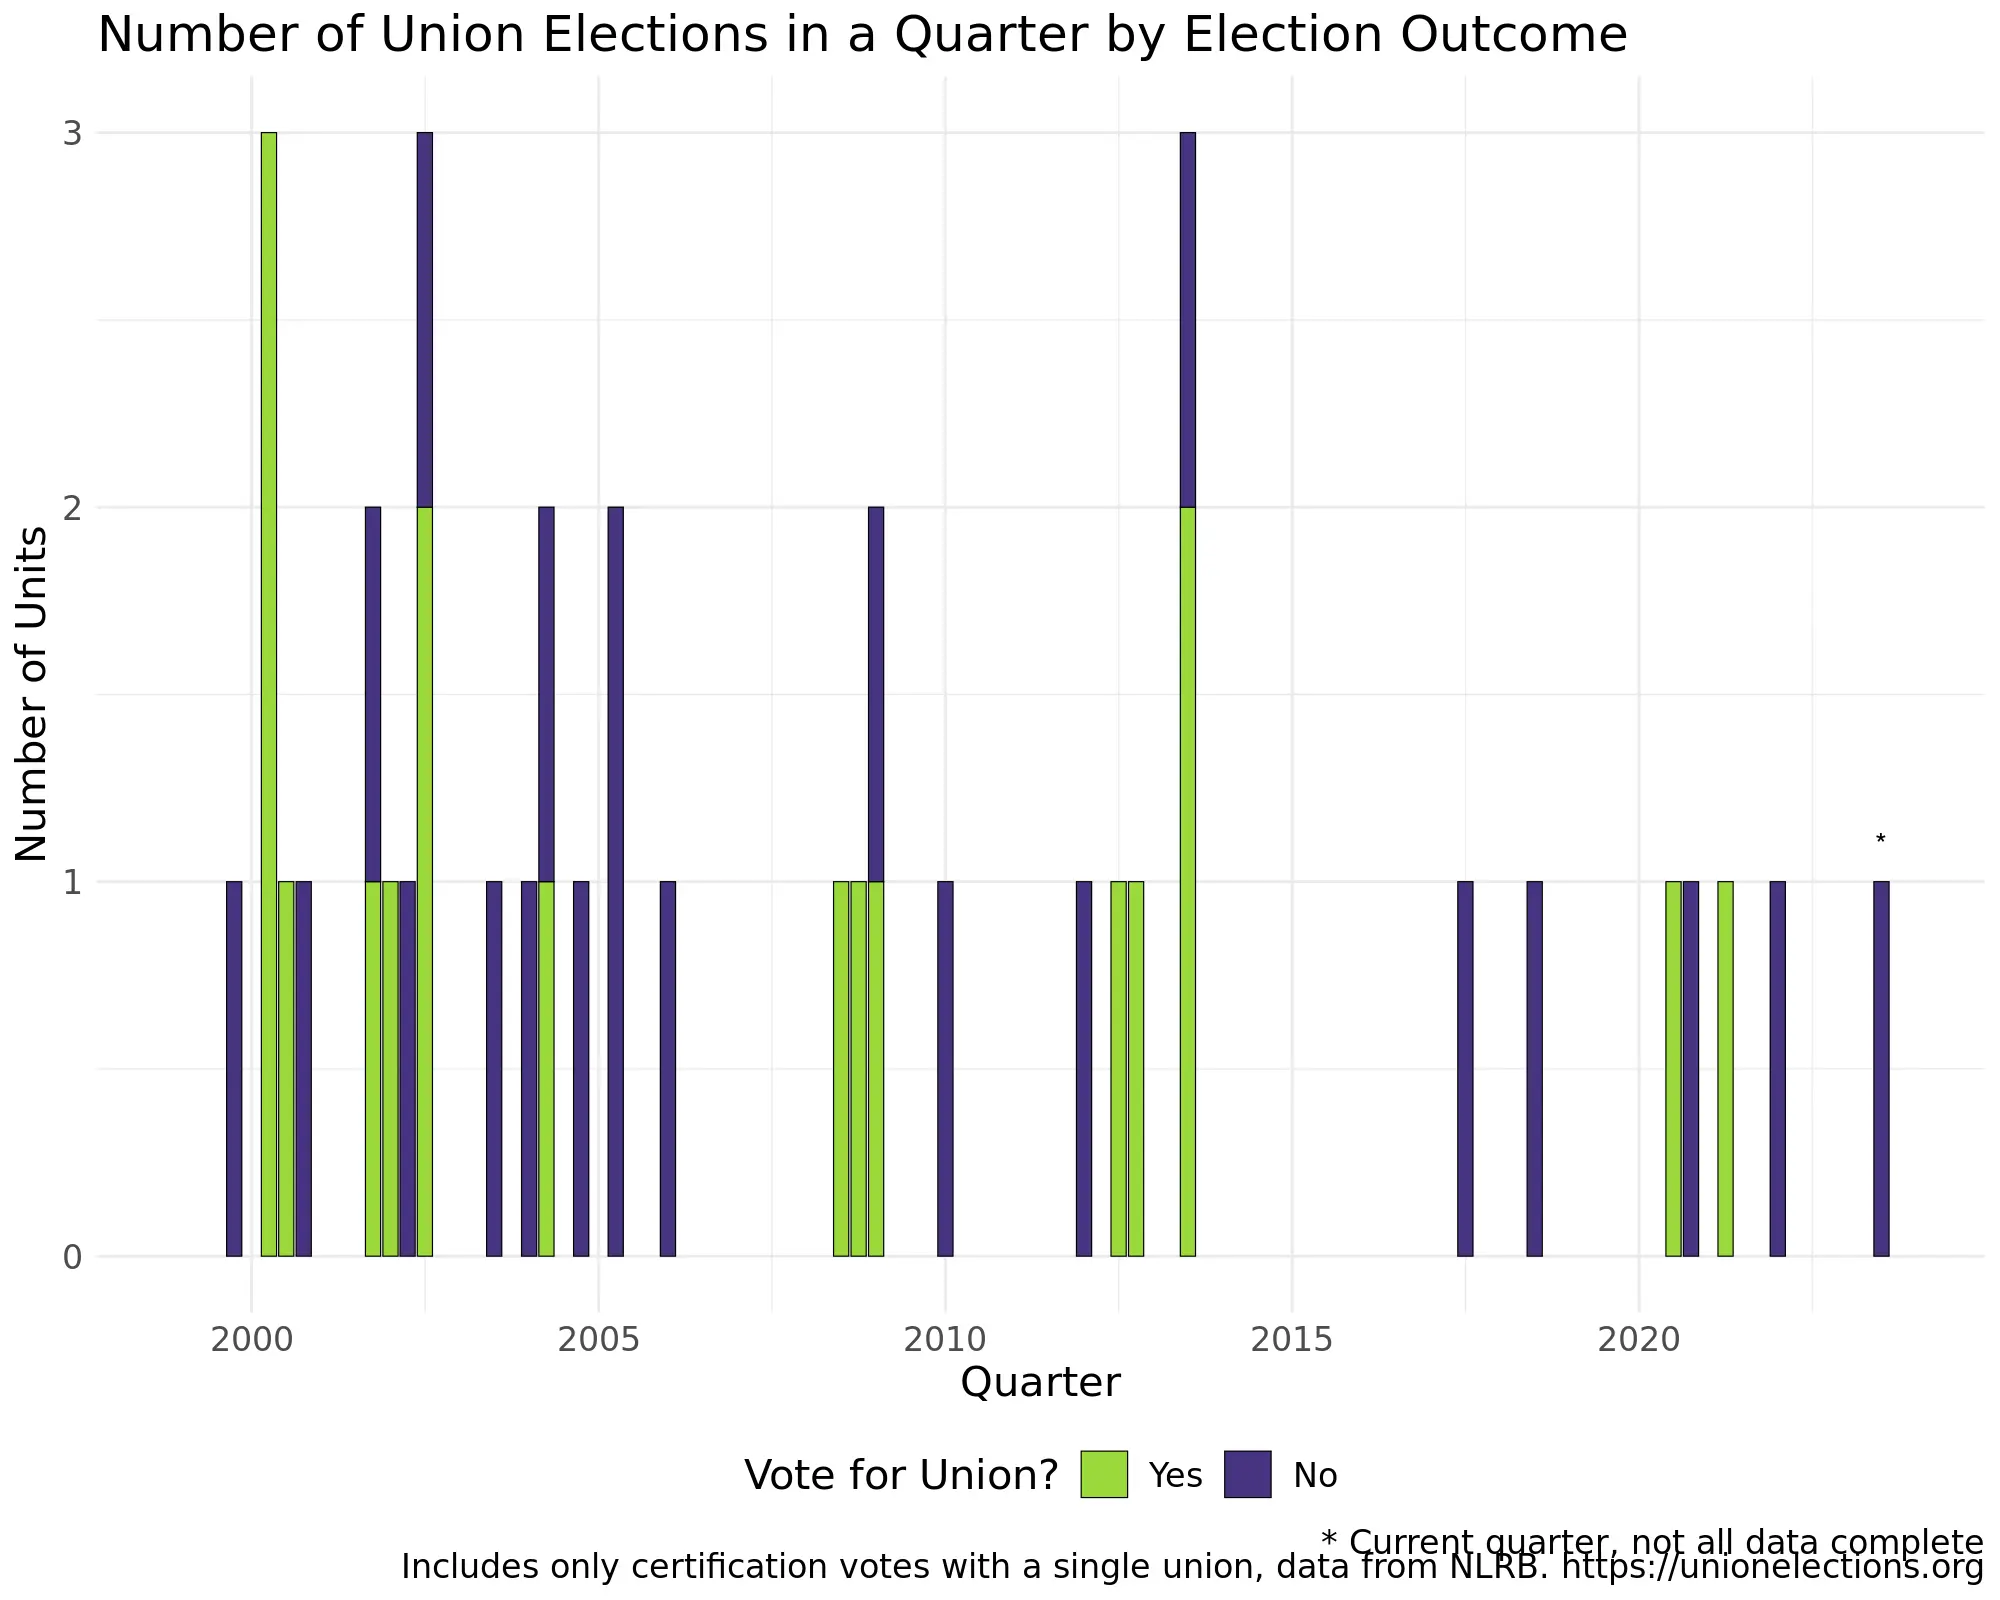 Number of Union Elections in a Quarter by Election Outcome
3
2
1
0
Number of Units
*
2000 2005 2010 2015 2020
Quarter
Vote for Union? Yes No
* Current quarter, not all data complete
Includes only certification votes with a single union, data from NLRB. https://unionelections.org